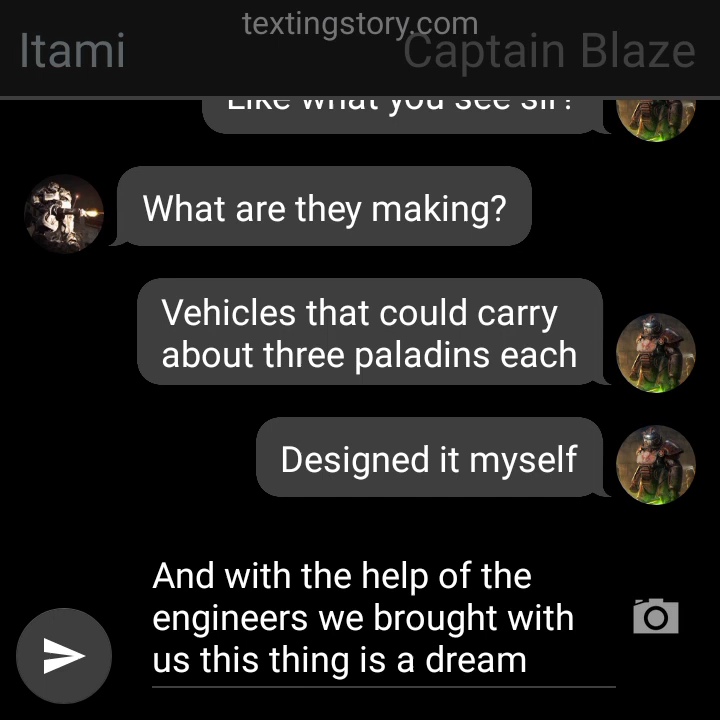 textingstory.com
Itami
Captain Blaze
Like what you see sir?
What are they making?
Vehicles that could carry
about three paladins each
Designed it myself
And with the help of the
engineers we brought with
us this thing is a dream